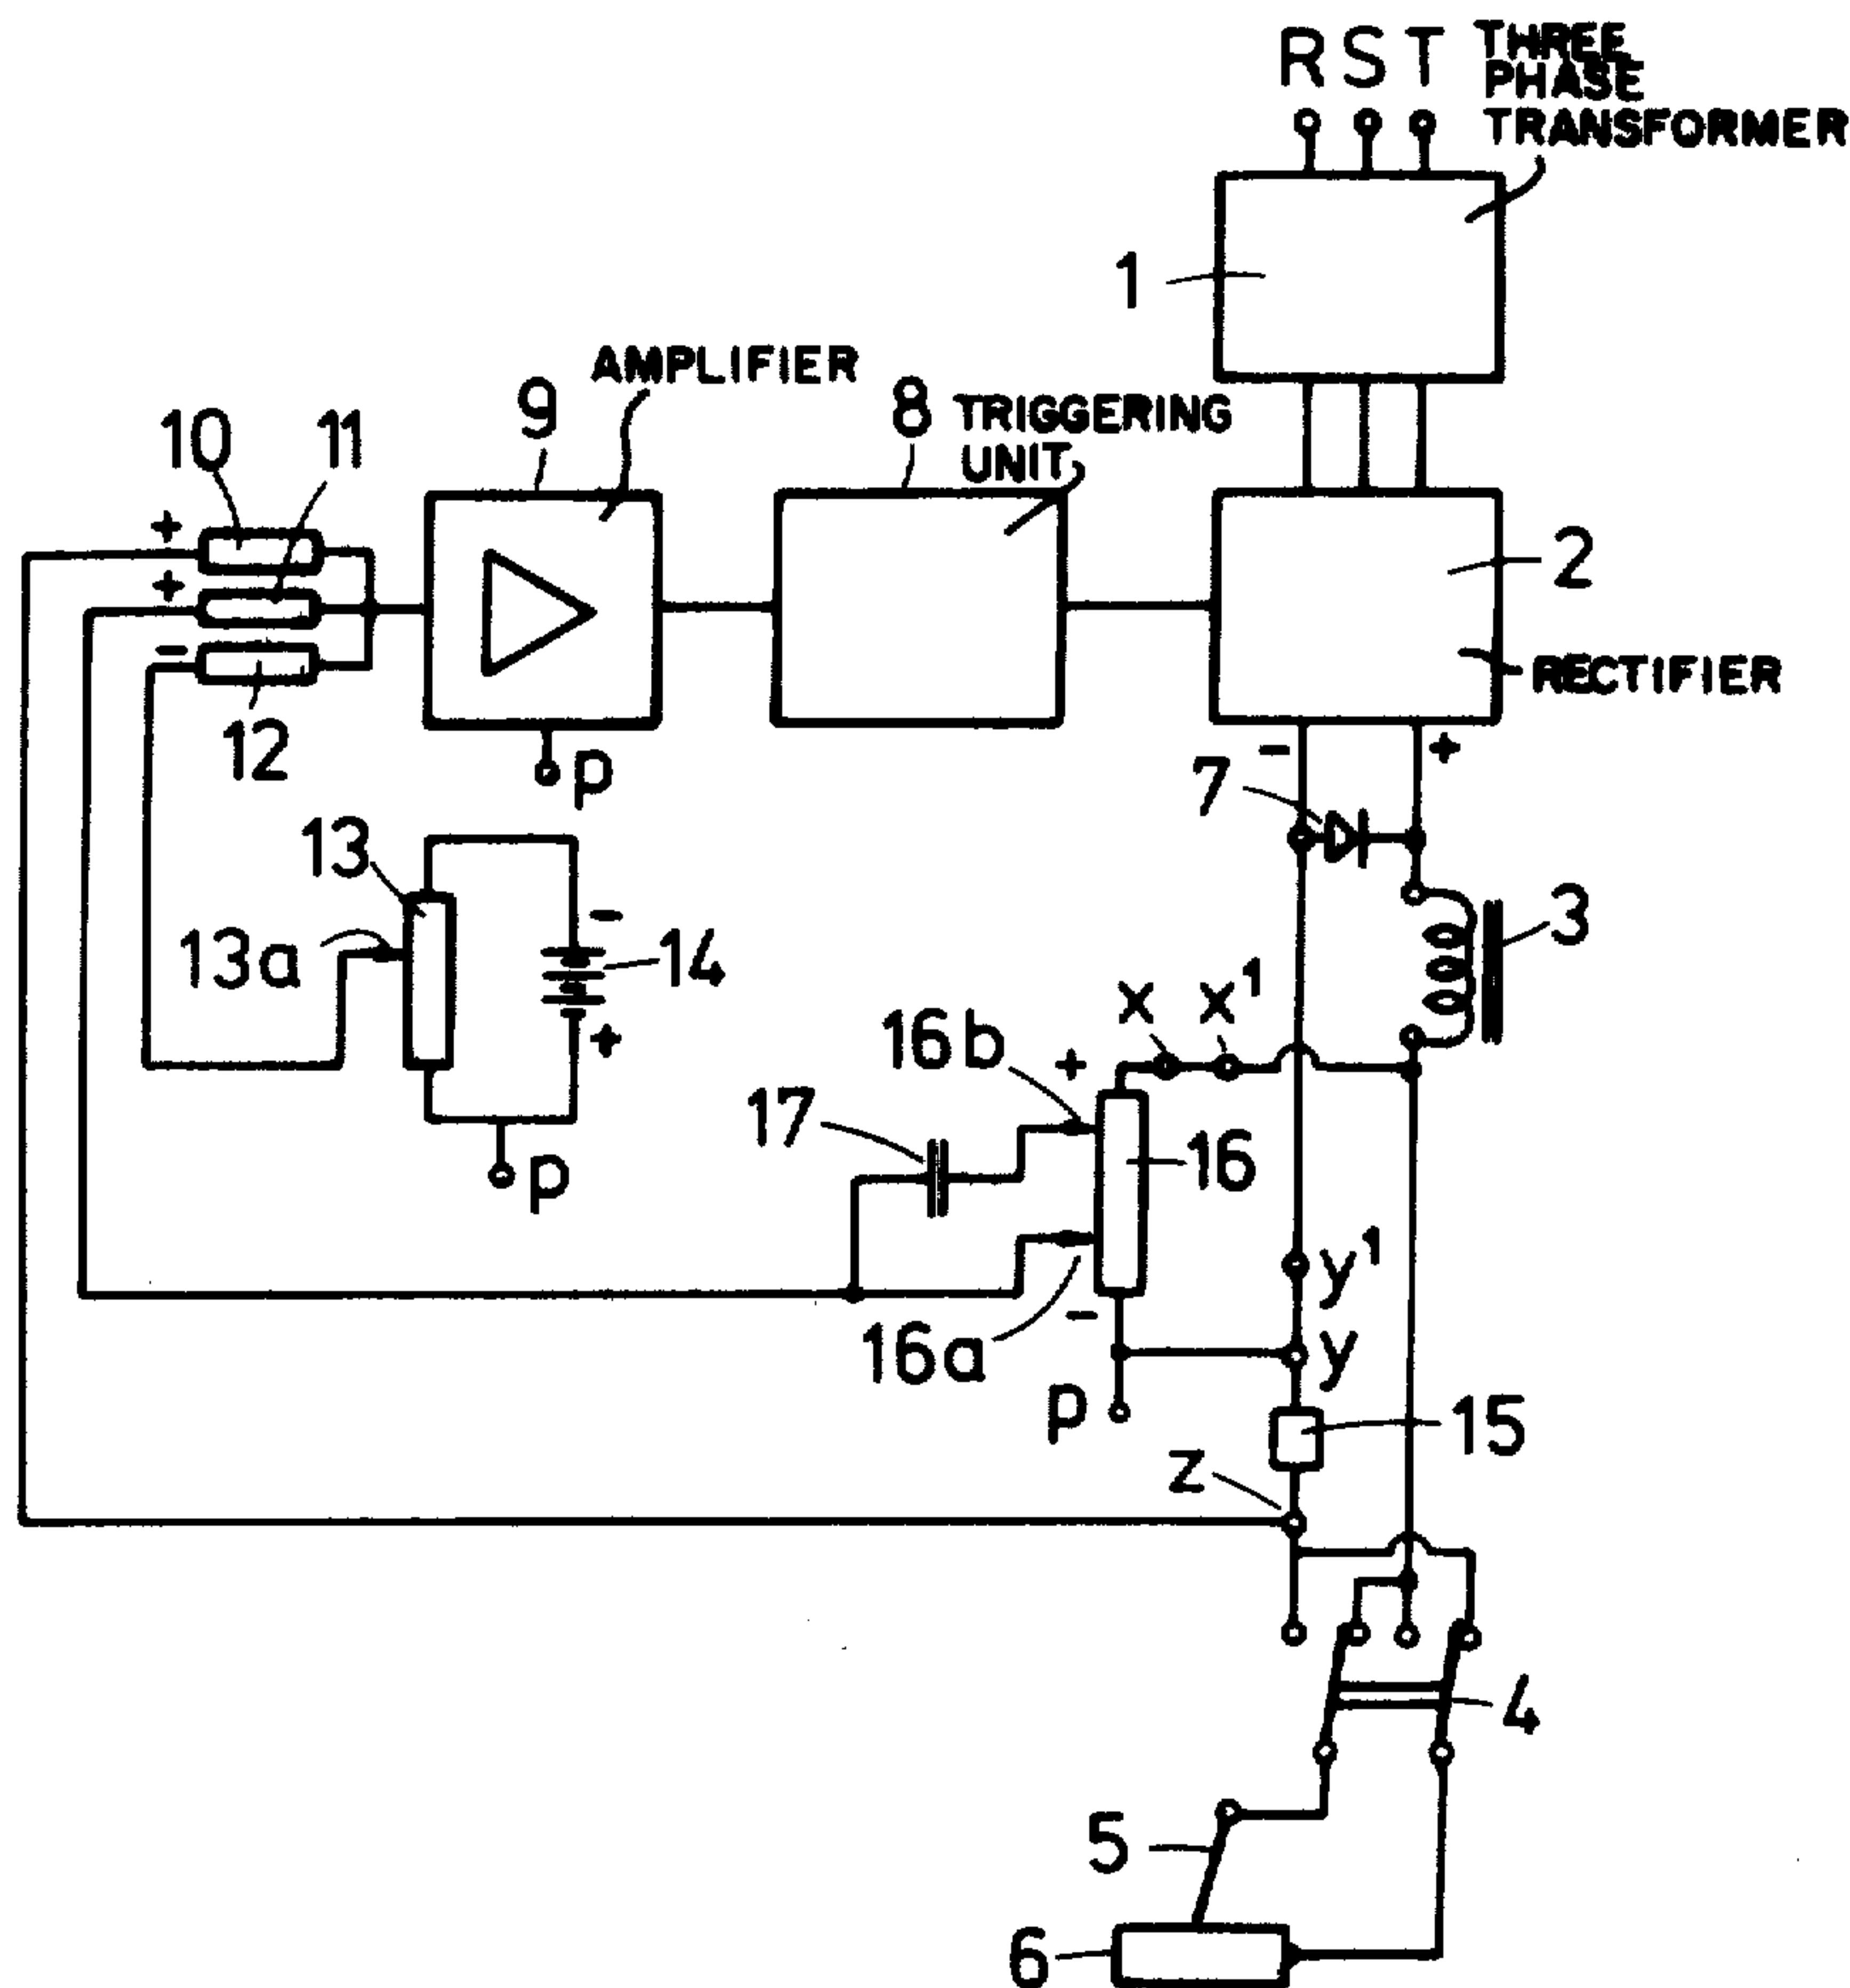 R S T
THREE
PHASE
TRANSFORMER
1
AMPLIFIER
9
8
TRIGGERING
UNIT
10
11
+
+
-
12
2
RECTIFIER
p
-
+
7
13
13a
-
14
+
p
3
x
x¹
16b
+
17
16
16a
-
p
y¹
y
15
z
4
5
6